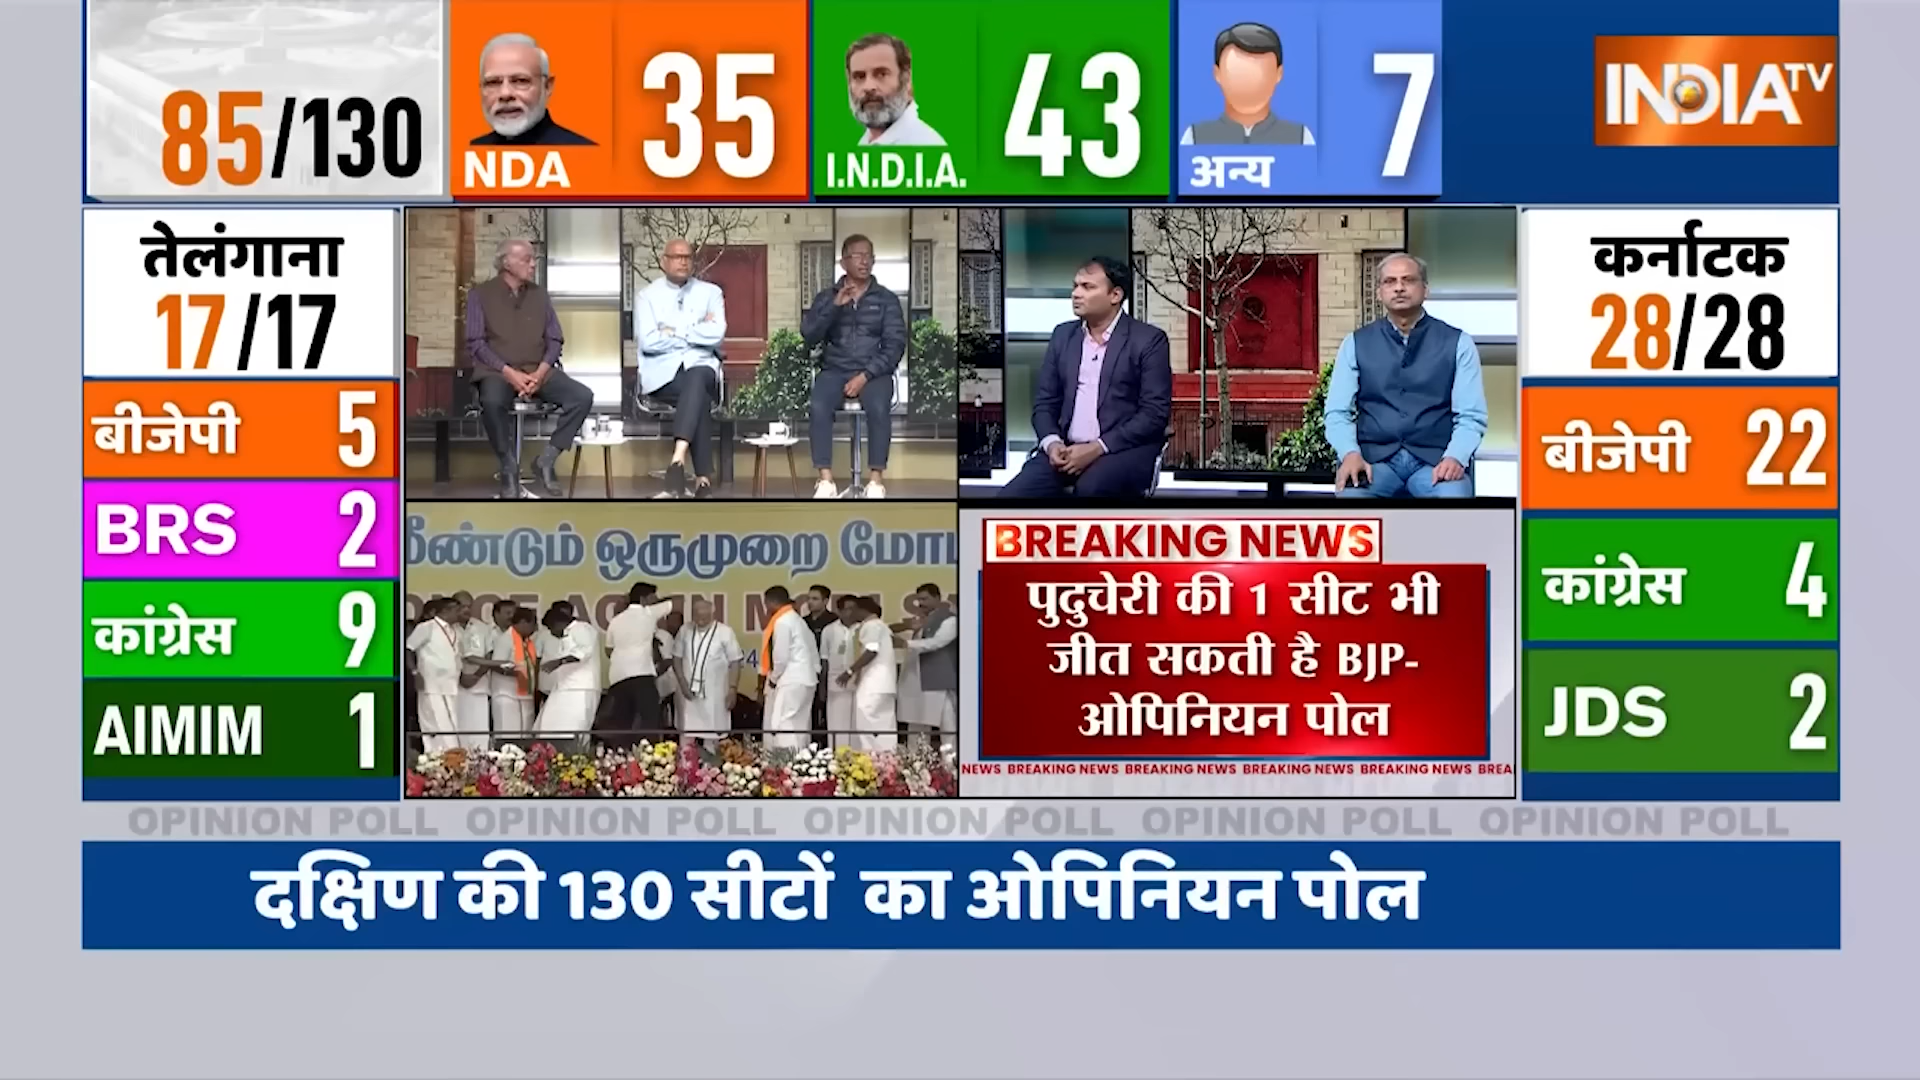 85/130
NDA
35
I.N.D.I.A.
43
अन्य
7
INDIA TV
तेलंगाना
17/17
बीजेपी 5
BRS 2
कांग्रेस 9
AIMIM 1
மீண்டும் ஒருமுறை மோ
BREAKING NEWS
पुदुचेरी की 1 सीट भी
जीत सकती है BJP-
ओपिनियन पोल
NEWS BREAKING NEWS BREAKING NEWS BREAKING NEWS BREAKING NEWS BREA
कर्नाटक
28/28
बीजेपी 22
कांग्रेस 4
JDS 2
OPINION POLL OPINION POLL OPINION POLL OPINION POLL OPINION POLL
दक्षिण की 130 सीटों का ओपिनियन पोल